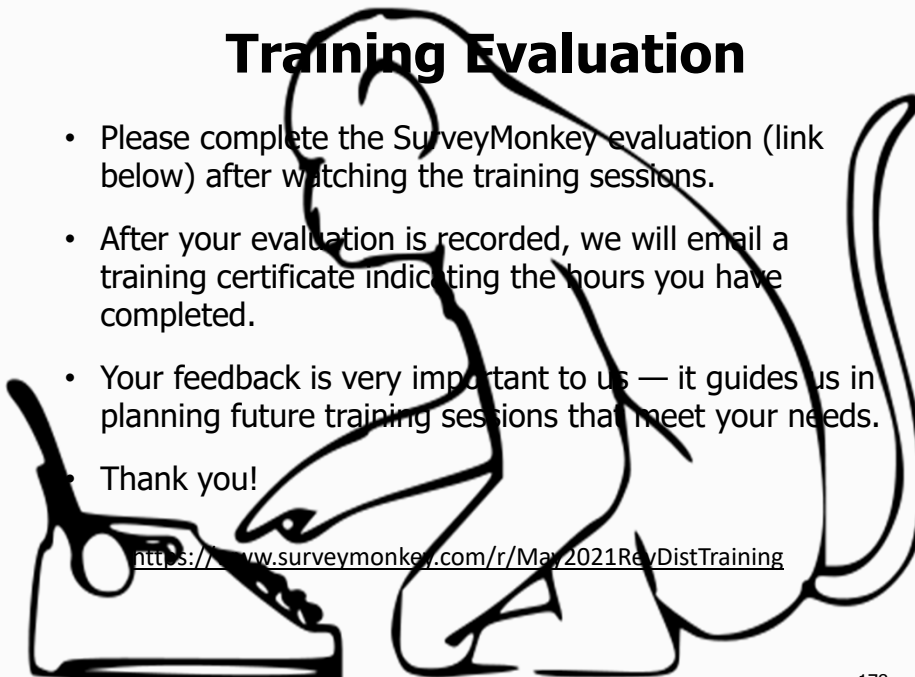 Training Evaluation
• Please complete the SurveyMonkey evaluation (link
below) after watching the training sessions.
• After your evaluation is recorded, we will email a
training certificate indicating the hours you have
completed.
• Your feedback is very important to us — it guides us in
planning future training sessions that meet your needs.
• Thank you!
https://www.surveymonkey.com/r/May2021RevDistTraining